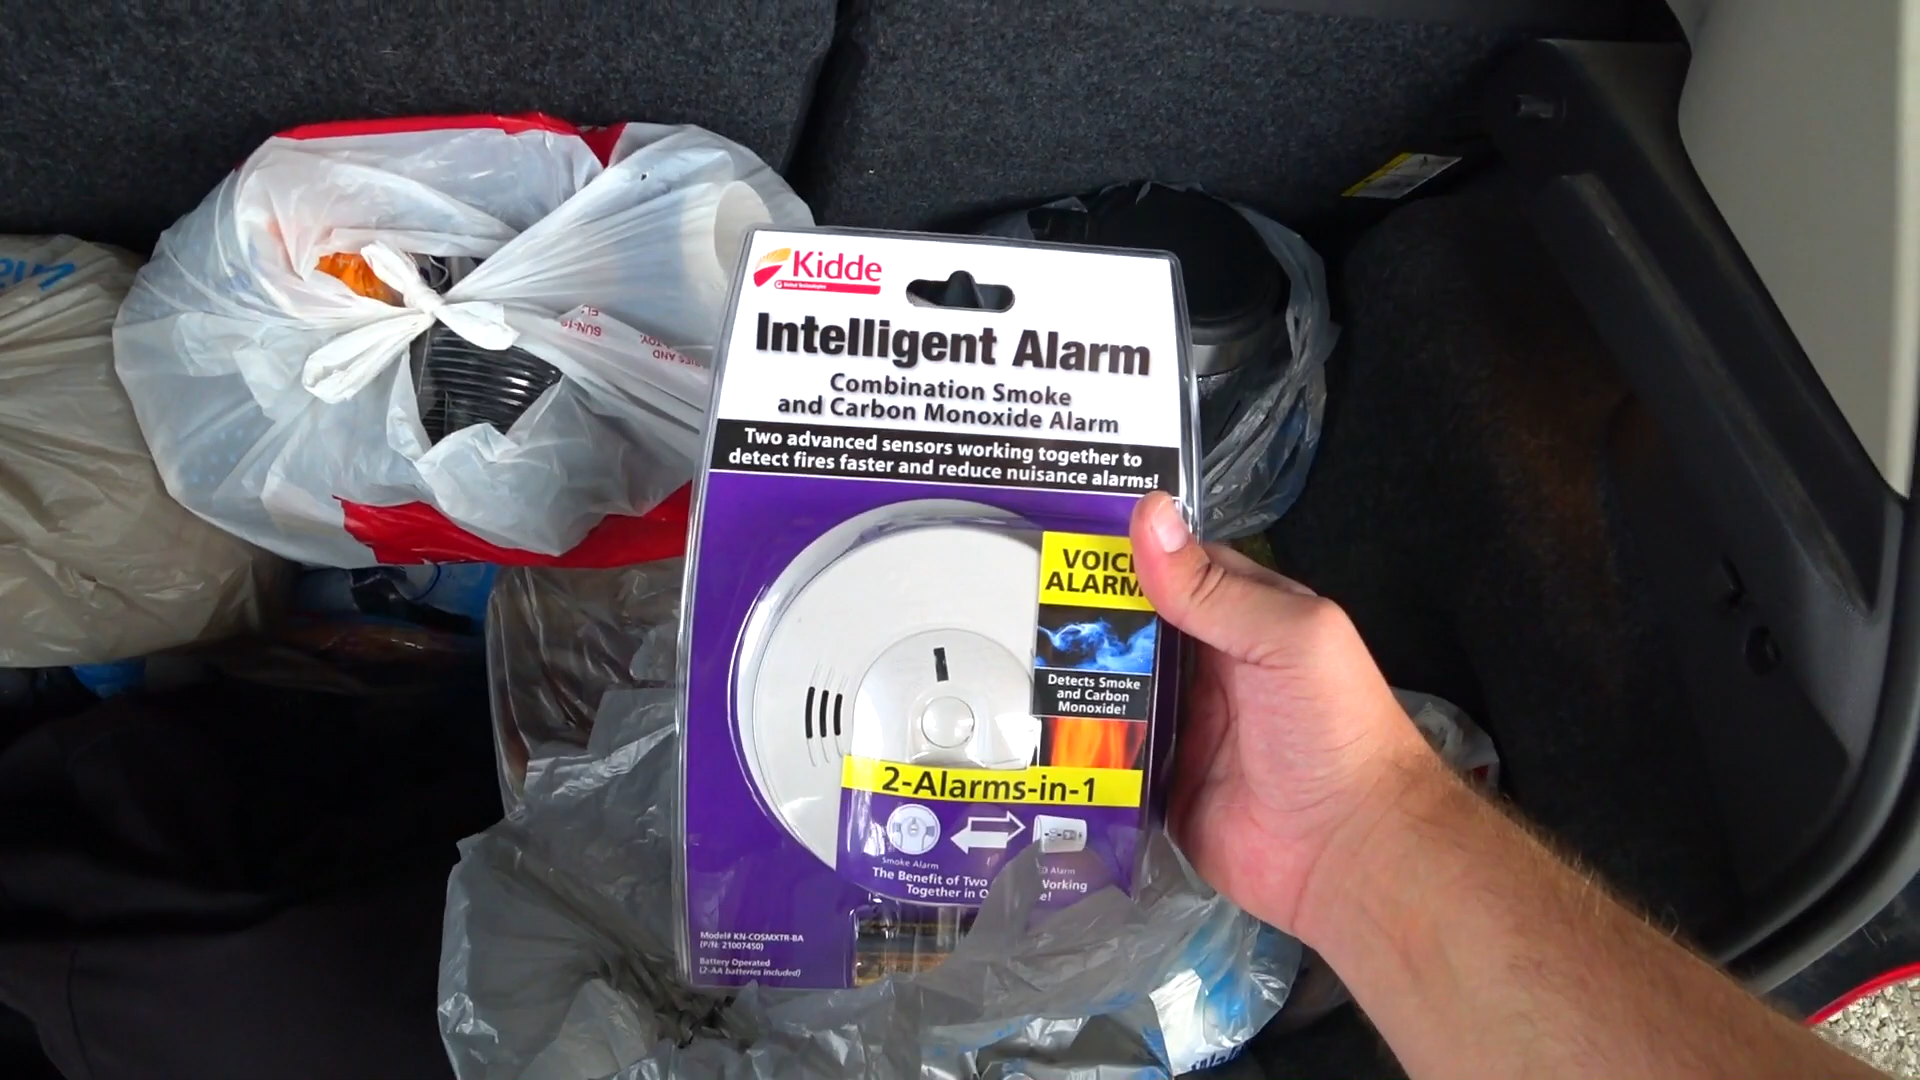 Kidde
Intelligent Alarm
Combination Smoke
and Carbon Monoxide Alarm
Two advanced sensors working together to
detect fires faster and reduce nuisance alarms!
VOIC
ALARM
Detects Smoke
and Carbon
Monoxide!
2-Alarms-in-1
Smoke Alarm
Alarm
The Benefit of Two
Working
Together in
Model# KN-COSMXTR-BA
(P/N: 21007450)
Battery Operated
(2-AA batteries included)